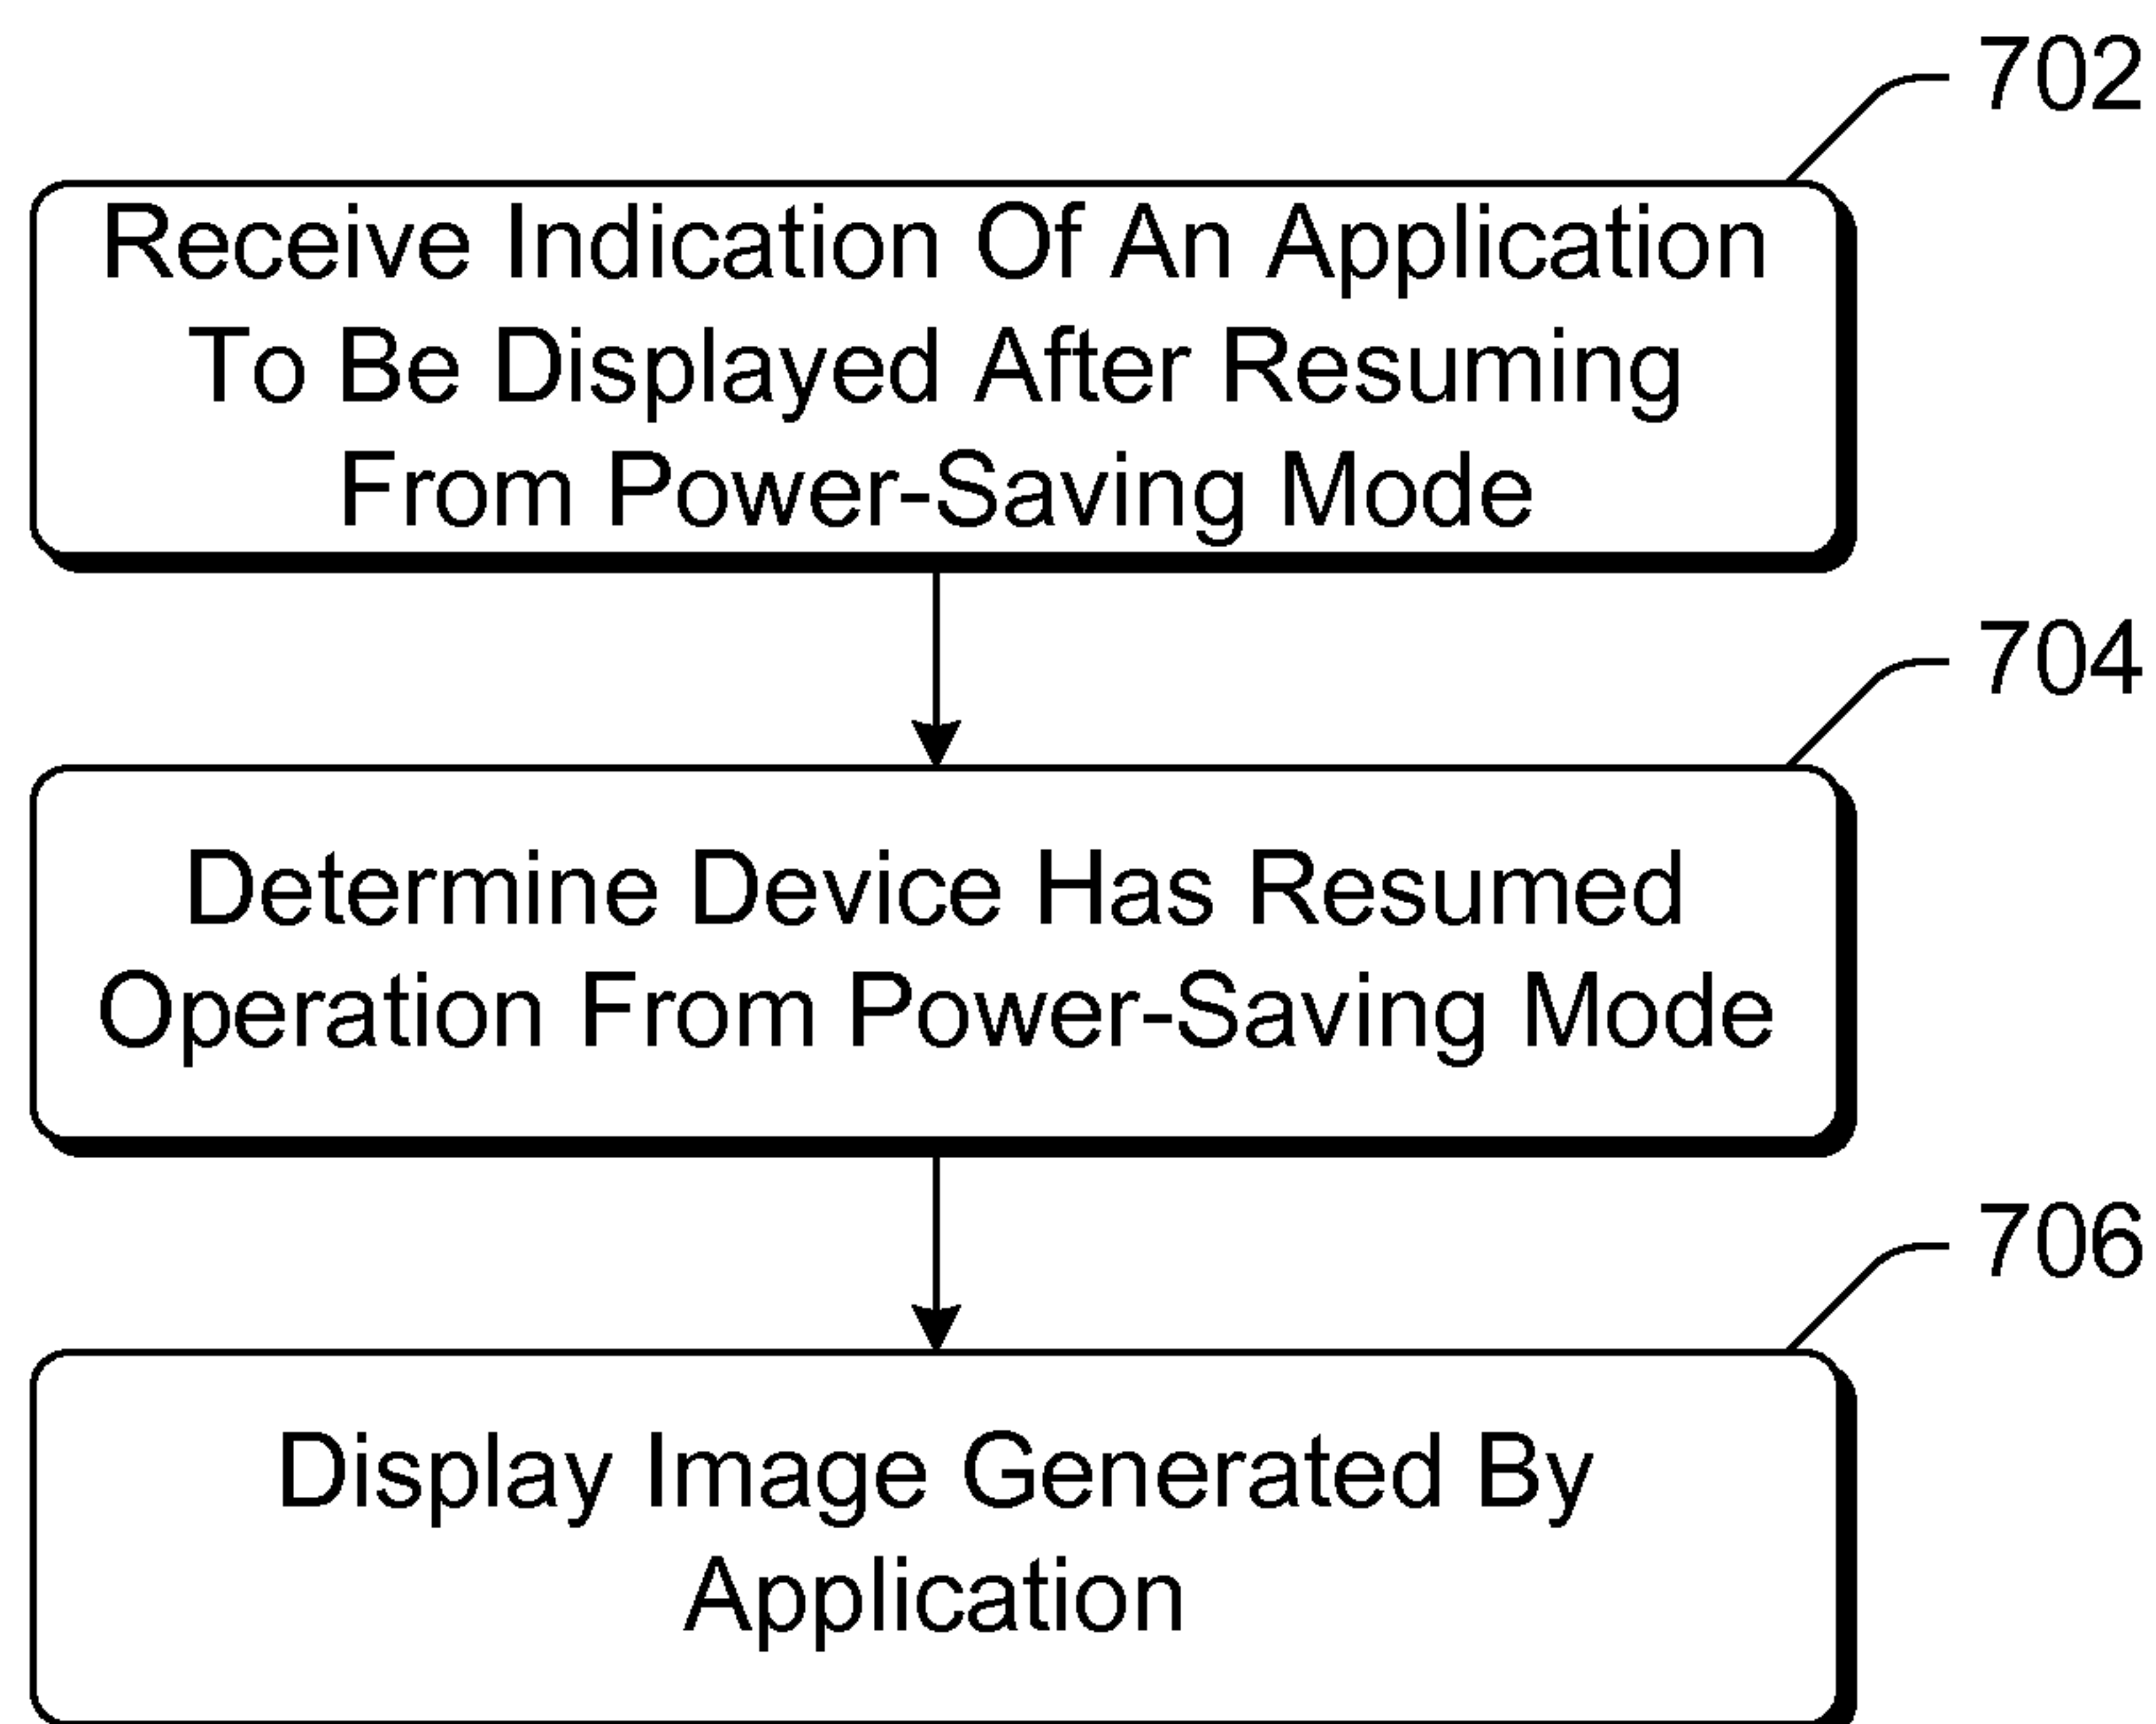 702
Receive Indication Of An Application
To Be Displayed After Resuming
From Power-Saving Mode
704
Determine Device Has Resumed
Operation From Power-Saving Mode
706
Display Image Generated By
Application